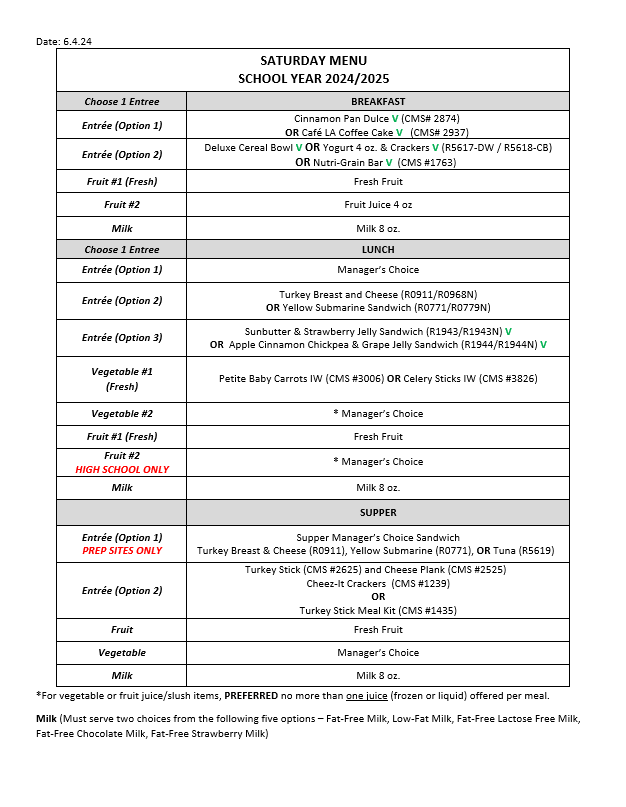 Date: 6.4.24
SATURDAY MENU
SCHOOL YEAR 2024/2025
Choose 1 Entree BREAKFAST
Entrée (Option 1) Cinnamon Pan Dulce V (CMS# 2874)
OR Café LA Coffee Cake V (CMS# 2937)
Entrée (Option 2) Deluxe Cereal Bowl V OR Yogurt 4 oz. & Crackers V (R5617-DW / R5618-CB)
OR Nutri-Grain Bar V (CMS #1763)
Fruit #1 (Fresh) Fresh Fruit
Fruit #2 Fruit Juice 4 oz
Milk Milk 8 oz.
Choose 1 Entree LUNCH
Entrée (Option 1) Manager's Choice
Entrée (Option 2) Turkey Breast and Cheese (R0911/R0968N)
OR Yellow Submarine Sandwich (R0771/R0779N)
Entrée (Option 3) Sunbutter & Strawberry Jelly Sandwich (R1943/R1943N) V
OR Apple Cinnamon Chickpea & Grape Jelly Sandwich (R1944/R1944N) V
Vegetable #1
(Fresh) Petite Baby Carrots IW (CMS #3006) OR Celery Sticks IW (CMS #3826)
Vegetable #2 * Manager's Choice
Fruit #1 (Fresh) Fresh Fruit
Fruit #2
HIGH SCHOOL ONLY * Manager's Choice
Milk Milk 8 oz.
SUPPER
Entrée (Option 1) Supper Manager's Choice Sandwich
PREP SITES ONLY Turkey Breast & Cheese (R0911), Yellow Submarine (R0771), OR Tuna (R5619)
Entrée (Option 2) Turkey Stick (CMS #2625) and Cheese Plank (CMS #2525)
Cheez-It Crackers (CMS #1239)
OR
Turkey Stick Meal Kit (CMS #1435)
Fruit Fresh Fruit
Vegetable Manager's Choice
Milk Milk 8 oz.
*For vegetable or fruit juice/slush items, PREFERRED no more than one juice (frozen or liquid) offered per meal.
Milk (Must serve two choices from the following five options – Fat-Free Milk, Low-Fat Milk, Fat-Free Lactose Free Milk,
Fat-Free Chocolate Milk, Fat-Free Strawberry Milk)